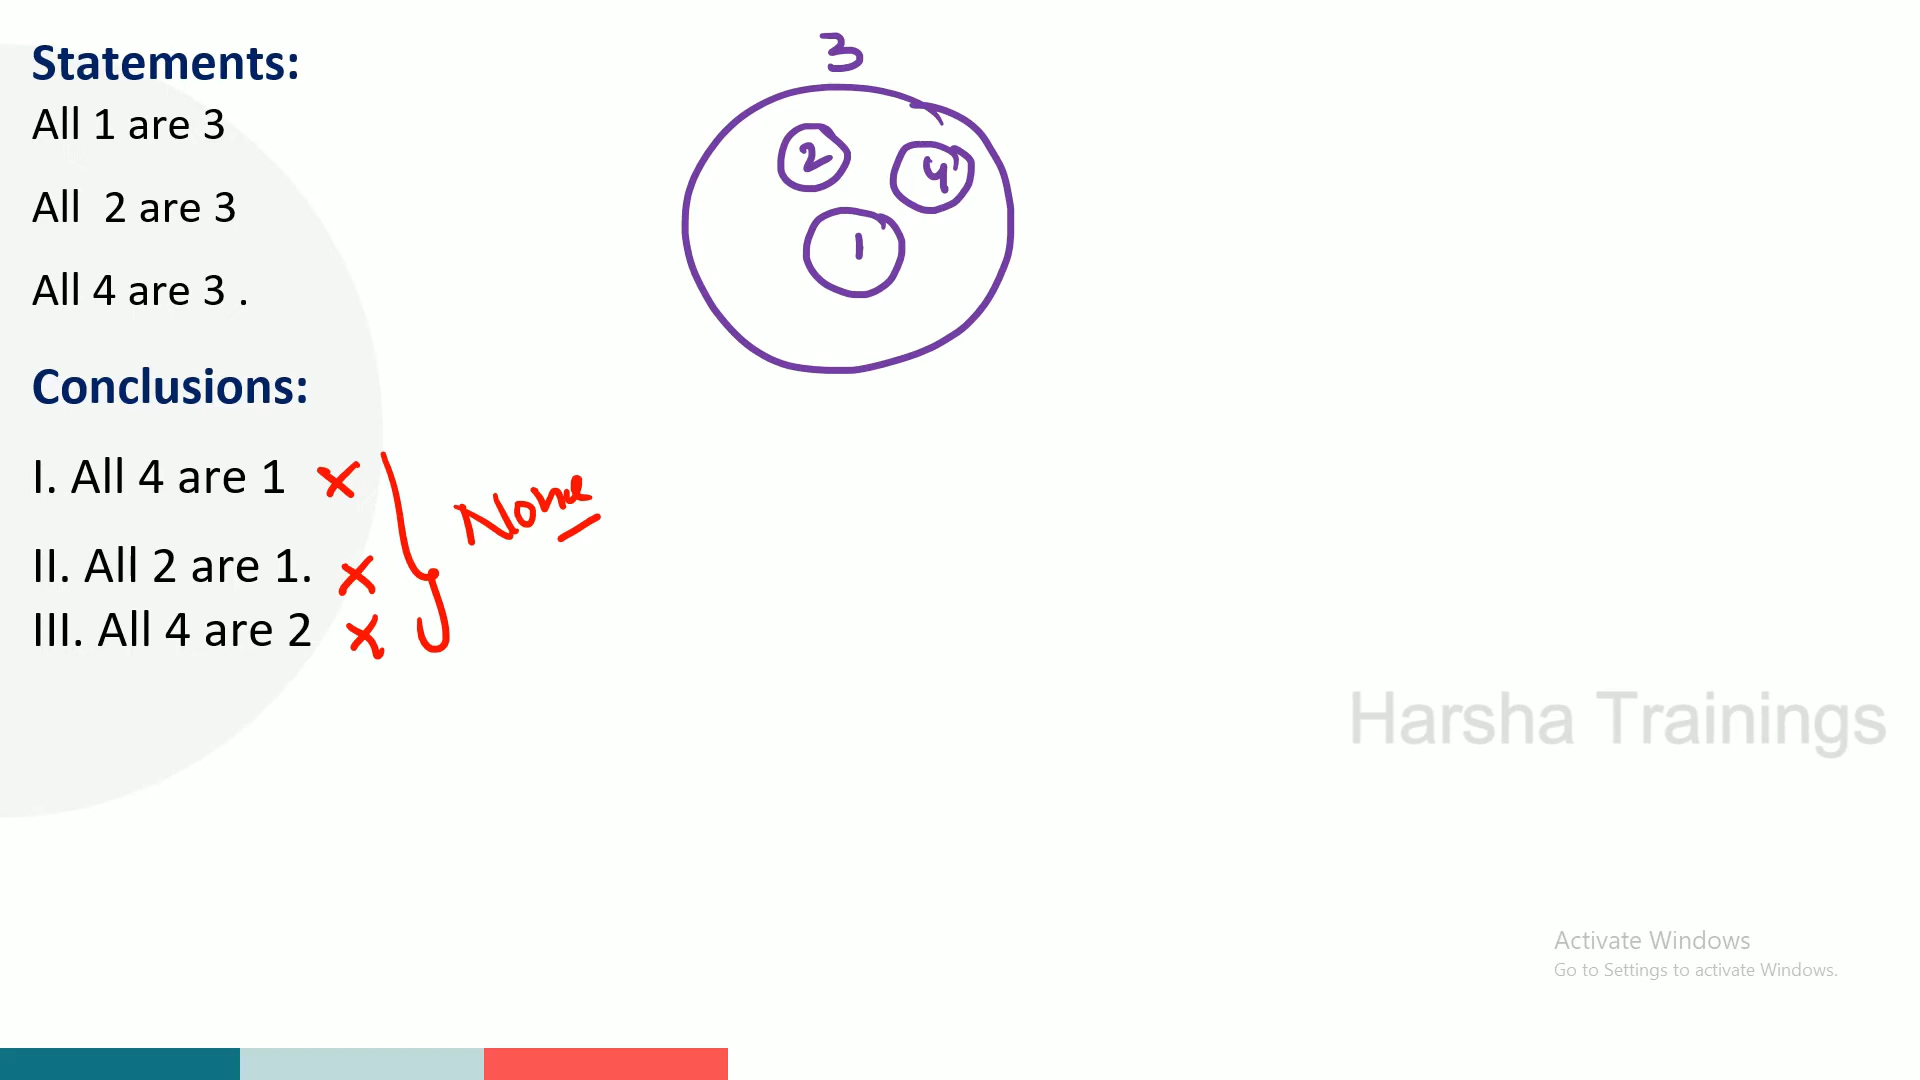 Statements:
All 1 are 3
All 2 are 3
All 4 are 3 .
Conclusions:
I. All 4 are 1 ×
II. All 2 are 1. ×
III. All 4 are 2 ×
None
3
2
4
1
Harsha Trainings
Activate Windows
Go to Settings to activate Windows.